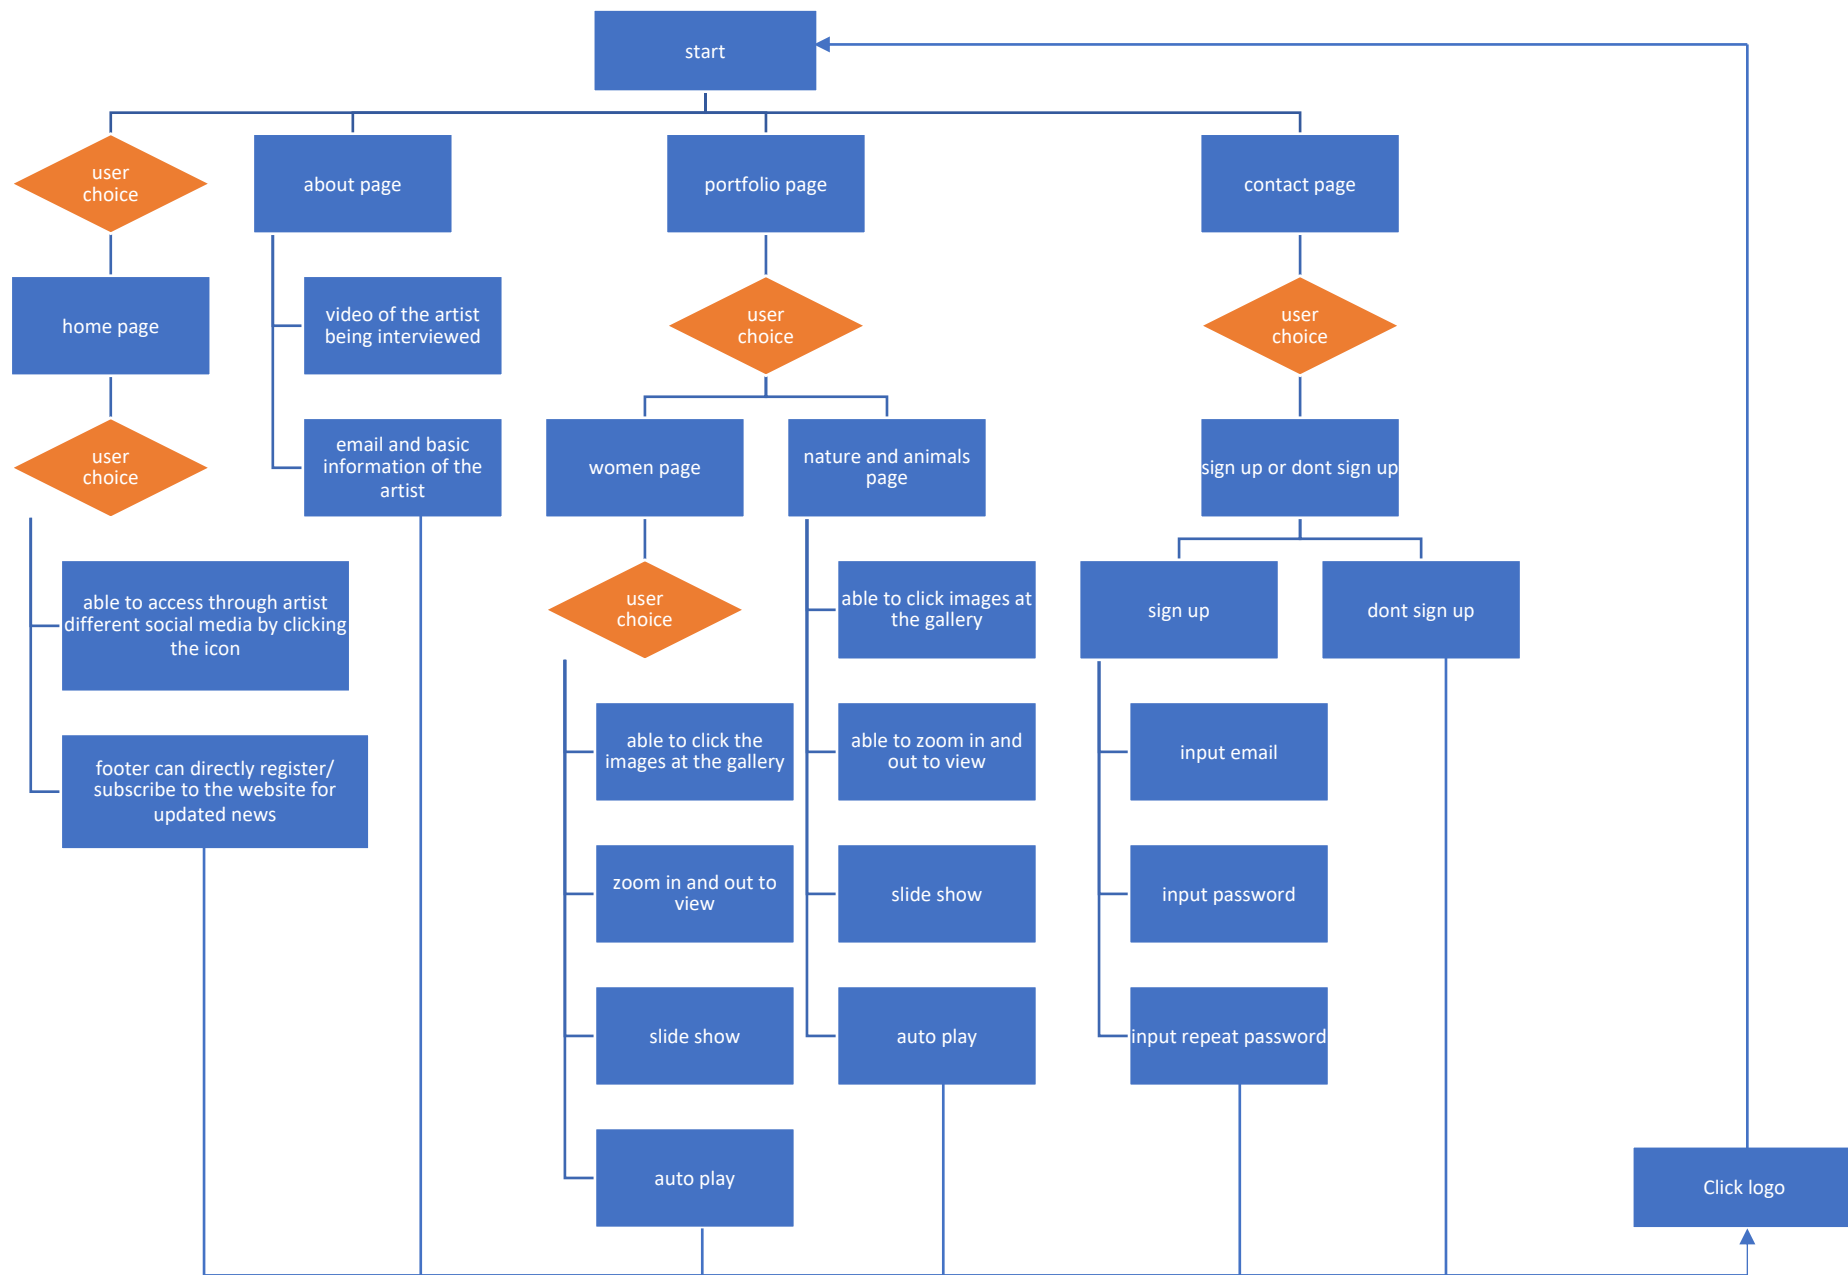 start
user
choice
about page
portfolio page
contact page
home page
video of the artist
being interviewed
user
choice
user
choice
user
choice
email and basic
information of the
artist
women page
nature and animals
page
sign up or dont sign up
able to access through artist
different social media by clicking
the icon
user
choice
able to click images at
the gallery
sign up
dont sign up
footer can directly register/
subscribe to the website for
updated news
able to click the
images at the gallery
able to zoom in and
out to view
input email
zoom in and out to
view
slide show
input password
slide show
auto play
input repeat password
auto play
Click logo